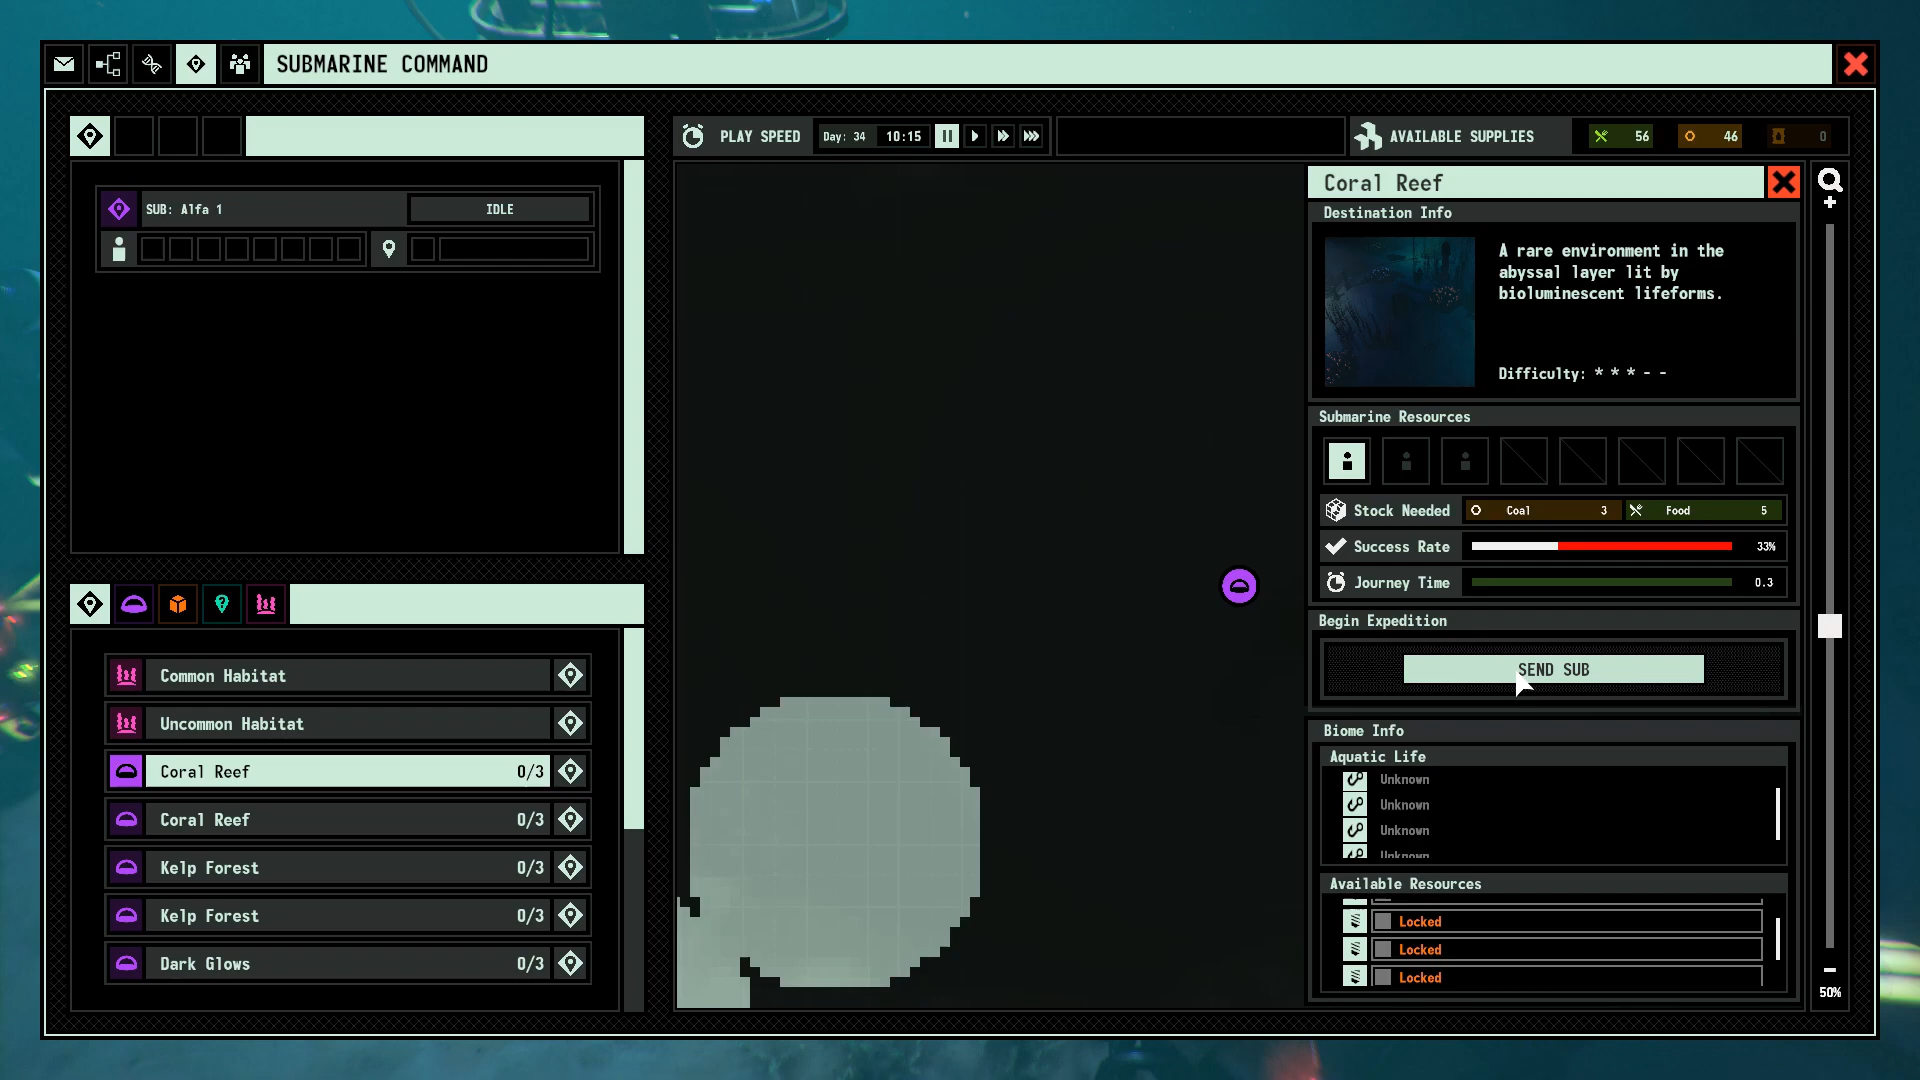 SUBMARINE COMMAND
PLAY SPEED
Day: 34
10:15
AVAILABLE SUPPLIES
56
46
0
SUB: Alfa 1
IDLE
Common Habitat
Uncommon Habitat
Coral Reef 0/3
Coral Reef 0/3
Kelp Forest 0/3
Kelp Forest 0/3
Dark Glows 0/3
Coral Reef
Destination Info
A rare environment in the
abyssal layer lit by
bioluminescent lifeforms.
Difficulty: * * * - -
Submarine Resources
Stock Needed
Coal 3
Food 5
Success Rate
33%
Journey Time
0.3
Begin Expedition
SEND SUB
Biome Info
Aquatic Life
Unknown
Unknown
Unknown
Unknown
Available Resources
Locked
Locked
Locked
50%